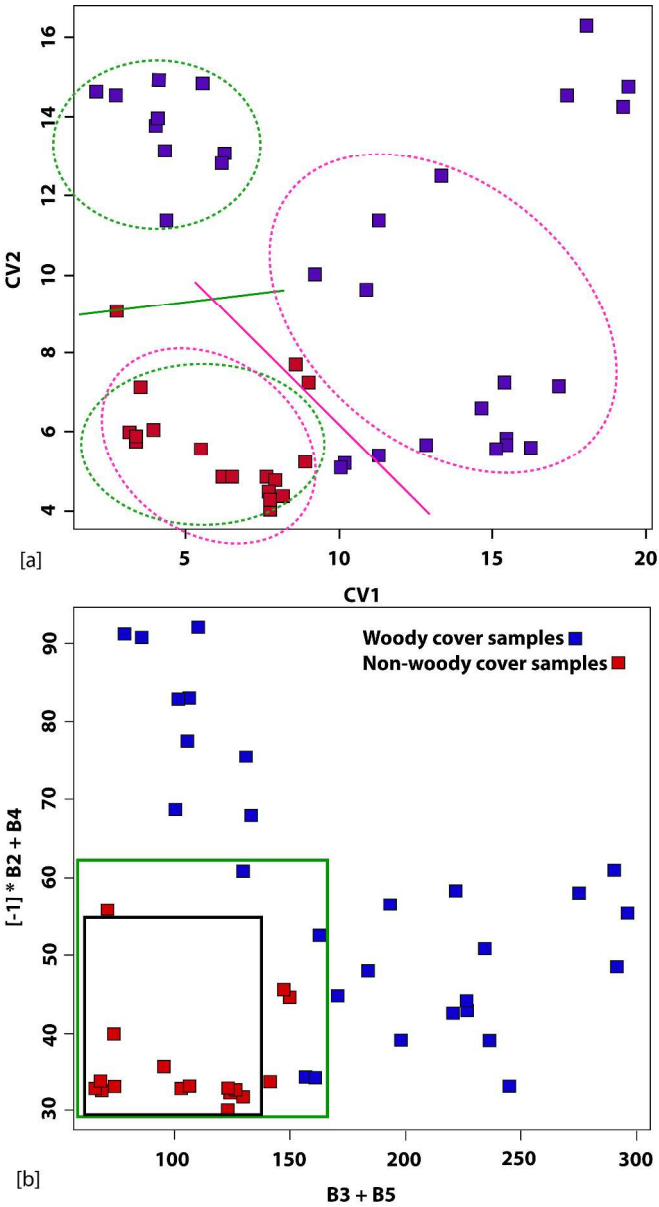 16
14
12
10
8
6
4
CV2
5 10 15 20
[a]
CV1
Woody cover samples
Non-woody cover samples
90
80
70
60
50
40
30
[-1] * B2 + B4
100 150 200 250 300
[b]
B3 + B5